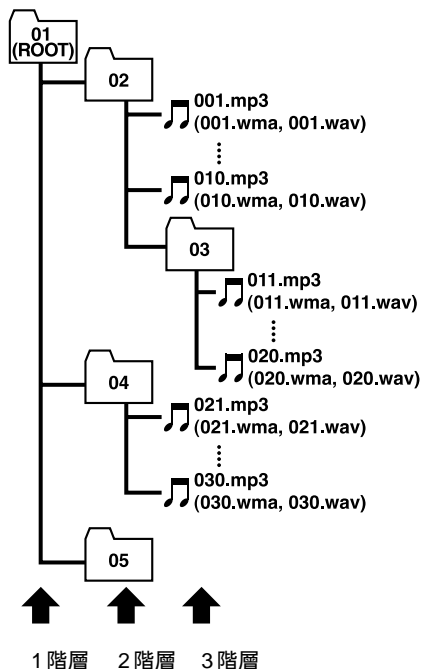 01
(ROOT)
02
001.mp3
(001.wma, 001.wav)
010.mp3
(010.wma, 010.wav)
03
011.mp3
(011.wma, 011.wav)
020.mp3
(020.wma, 020.wav)
04
021.mp3
(021.wma, 021.wav)
030.mp3
(030.wma, 030.wav)
05
1階層 2階層 3階層